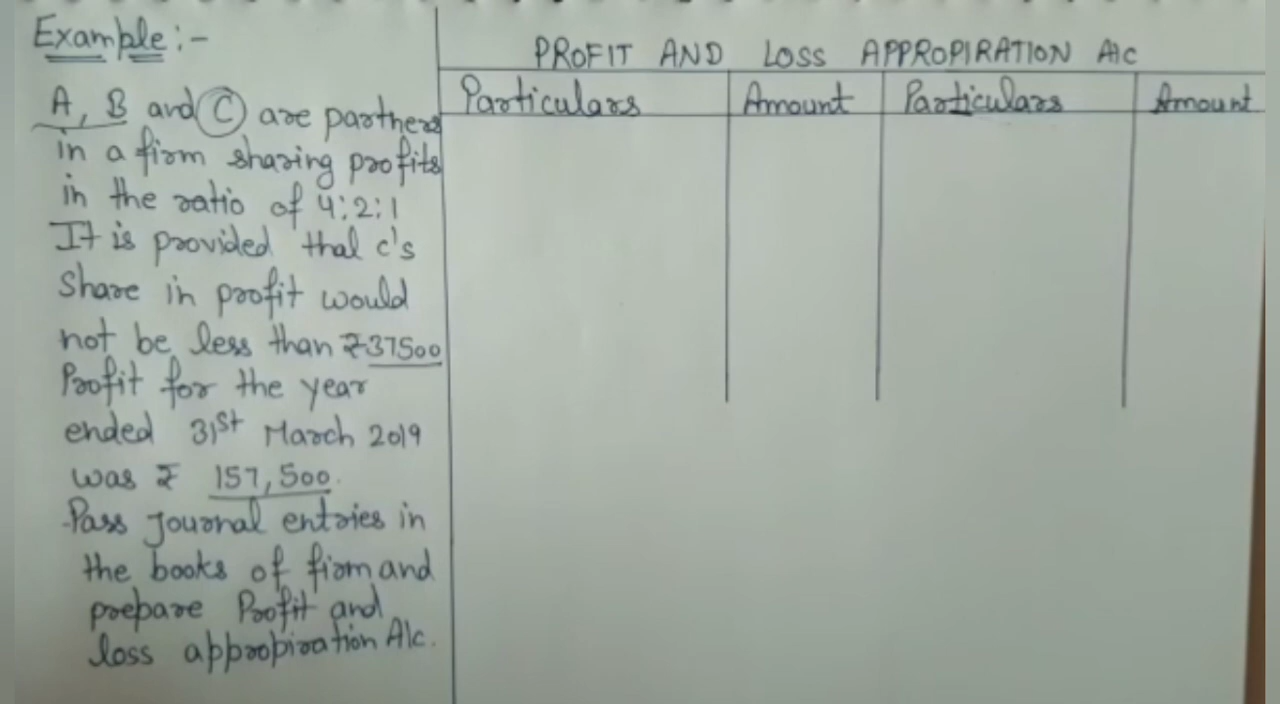 Example:-
A, B and C are partners
in a firm sharing profits
in the ratio of 4:2:1
It is provided that c's
Share in profit would
not be less than ₹37500
Profit for the year
ended 31st March 2019
was ₹ 157,500.
Pass Journal entries in
the books of firm and
prepare Profit and
loss appropiration A/c.
PROFIT AND LOSS APPROPIRATION A/c
Particulars Amount Particulars Amount